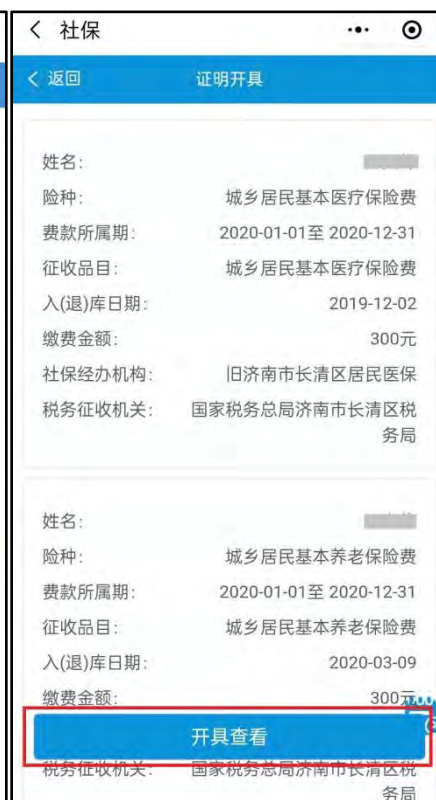 社保
返回 证明开具
姓名:
险种: 城乡居民基本医疗保险费
费款所属期: 2020-01-01至 2020-12-31
征收品目: 城乡居民基本医疗保险费
入(退)库日期: 2019-12-02
缴费金额: 300元
社保经办机构: 旧济南市长清区居民医保
税务征收机关: 国家税务总局济南市长清区税
务局
姓名:
险种: 城乡居民基本养老保险费
费款所属期: 2020-01-01至 2020-12-31
征收品目: 城乡居民基本养老保险费
入(退)库日期: 2020-03-09
缴费金额: 300元
开具查看
税务征收机关: 国家税务总局济南市长清区税
务局